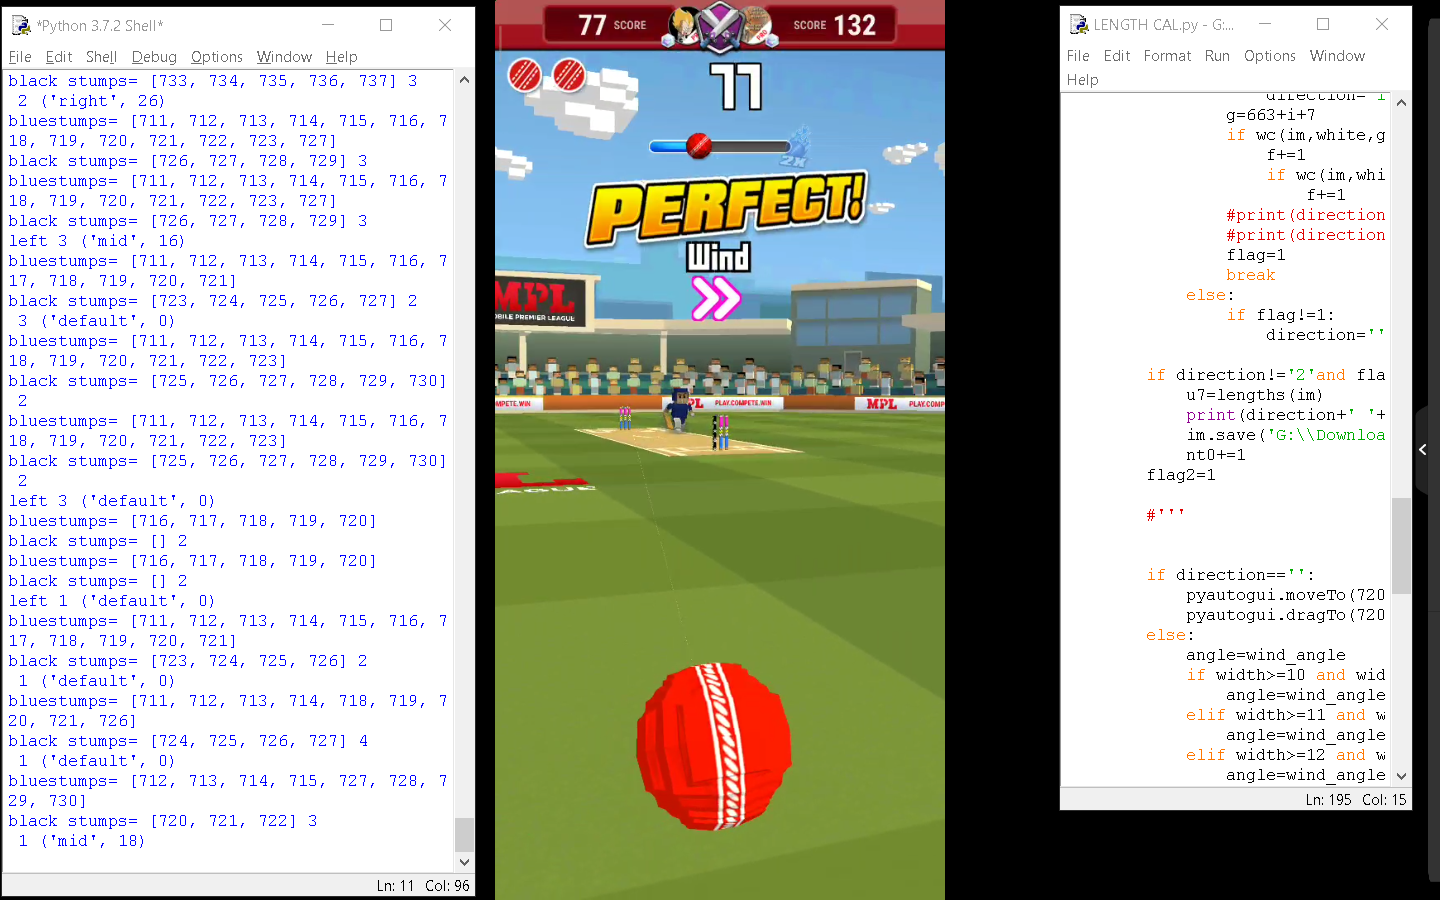 *Python 3.7.2 Shell*
File Edit Shell Debug Options Window Help
black stumps= [733, 734, 735, 736, 737] 3
2 ('right', 26)
bluestumps= [711, 712, 713, 714, 715, 716, 7
18, 719, 720, 721, 722, 723, 727]
black stumps= [726, 727, 728, 729] 3
bluestumps= [711, 712, 713, 714, 715, 716, 7
18, 719, 720, 721, 722, 723, 727]
black stumps= [726, 727, 728, 729] 3
left 3 ('mid', 16)
bluestumps= [711, 712, 713, 714, 715, 716, 7
17, 718, 719, 720, 721]
black stumps= [723, 724, 725, 726, 727] 2
3 ('default', 0)
bluestumps= [711, 712, 713, 714, 715, 716, 7
18, 719, 720, 721, 722, 723]
black stumps= [725, 726, 727, 728, 729, 730]
2
bluestumps= [711, 712, 713, 714, 715, 716, 7
18, 719, 720, 721, 722, 723]
black stumps= [725, 726, 727, 728, 729, 730]
2
left 3 ('default', 0)
bluestumps= [716, 717, 718, 719, 720]
black stumps= [] 2
bluestumps= [716, 717, 718, 719, 720]
black stumps= [] 2
left 1 ('default', 0)
bluestumps= [711, 712, 713, 714, 715, 716, 7
17, 718, 719, 720, 721]
black stumps= [723, 724, 725, 726] 2
1 ('default', 0)
bluestumps= [711, 712, 713, 714, 718, 719, 7
20, 721, 726]
black stumps= [724, 725, 726, 727] 4
1 ('default', 0)
bluestumps= [712, 713, 714, 715, 727, 728, 7
29, 730]
black stumps= [720, 721, 722] 3
1 ('mid', 18)
Ln: 11 Col: 96
77 SCORE
SCORE 132
PRO
77
2X
PERFECT!
Wind
MPL
MOBILE PREMIER LEAGUE
MPL PLAY.COMPETE.WIN MPL PLAY.COMP
LENGTH CAL.py - G:...
File Edit Format Run Options Window
Help
direction='l
g=663+i+7
if wc(im,white,g
f+=1
if wc(im,whi
f+=1
#print(direction
#print(direction
flag=1
break
else:
if flag!=1:
direction=''
if direction!='2'and fla
u7=lengths(im)
print(direction+' '+
im.save('G:\\Downloa
nt0+=1
flag2=1
#'''
if direction=='':
pyautogui.moveTo(720
pyautogui.dragTo(720
else:
angle=wind_angle
if width>=10 and wid
angle=wind_angle
elif width>=11 and w
angle=wind_angle
elif width>=12 and w
angle=wind_angle
Ln: 195 Col: 15